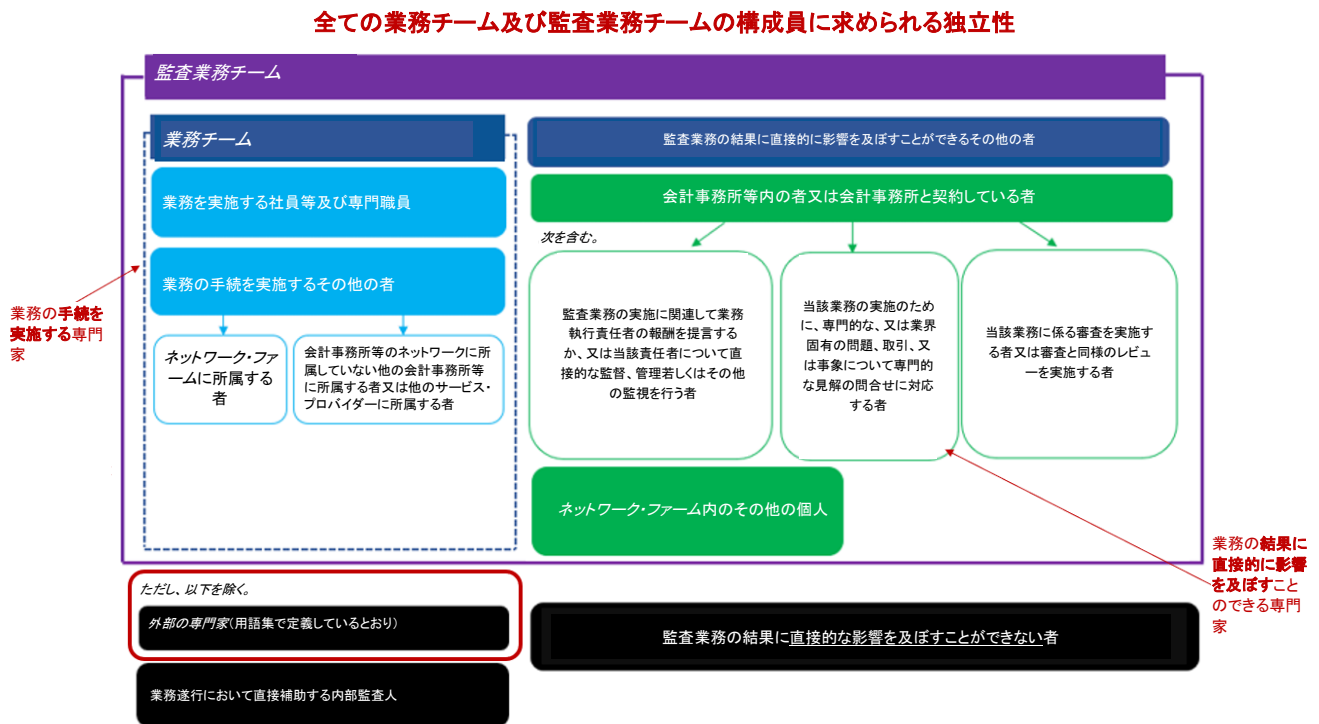 全ての業務チーム及び監査業務チームの構成員に求められる独立性
監査業務チーム
業務チーム
業務を実施する社員等及び専門職員
業務の手続を実施するその他の者
ネットワーク・ファ
ームに所属する
者
会計事務所等のネットワークに所
属していない他の会計事務所等
に所属する者又は他のサービス・
プロバイダーに所属する者
業務の手続を
実施する専門
家
監査業務の結果に直接的に影響を及ぼすことができるその他の者
会計事務所等内の者又は会計事務所と契約している者
次を含む。
監査業務の実施に関連して業務
執行責任者の報酬を提言する
か、又は当該責任者について直
接的な監督、管理若しくはその他
の監視を行う者
当該業務の実施のため
に、専門的な、又は業界
固有の問題、取引、又
は事象について専門的
な見解の問合せに対応
する者
当該業務に係る審査を実施す
る者又は審査と同様のレビュ
ーを実施する者
ネットワーク・ファーム内のその他の個人
業務の結果に
直接的に影響
を及ぼすこと
のできる専門
家
ただし、以下を除く。
外部の専門家(用語集で定義しているとおり)
業務遂行において直接補助する内部監査人
監査業務の結果に直接的な影響を及ぼすことができない者